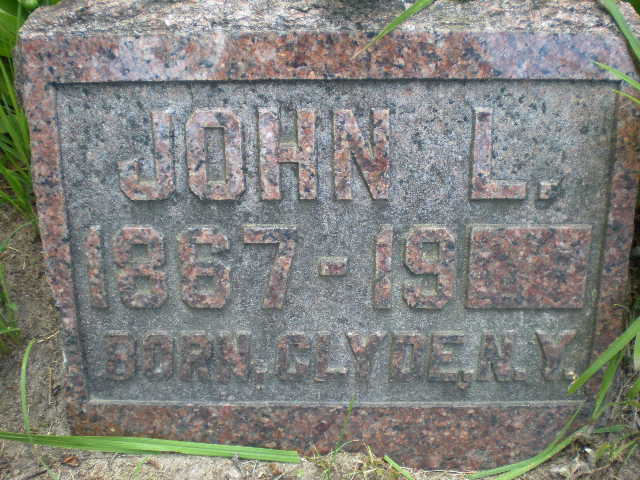 JOHN L.
1867-19
BORN, CLYDE, N.Y.